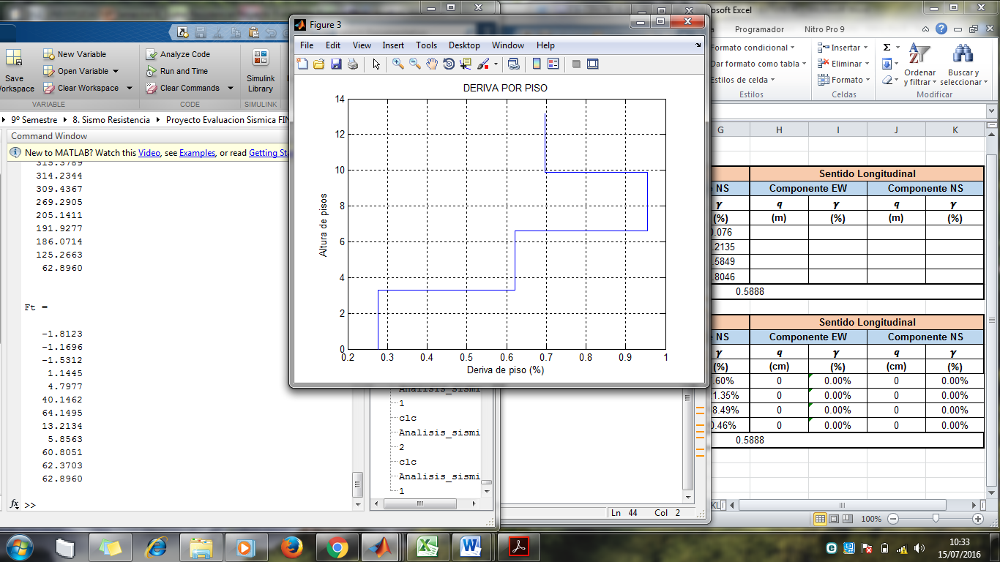 Figure 3
File Edit View Insert Tools Desktop Window Help
DERIVA POR PISO
14
12
10
8
6
4
2
0
0.2 0.3 0.4 0.5 0.6 0.7 0.8 0.9 1
Altura de pisos
Deriva de piso (%)
New Variable
Open Variable
Clear Workspace
Save
VARIABLE
Analyze Code
Run and Time
Clear Commands
CODE
Simulink
Library
SIMULINK
9º Semestre 8. Sismo Resistencia Proyecto Evaluacion Sismica FIN
Command Window
New to MATLAB? Watch this Video, see Examples, or read Getting Sta
315.3789
314.2344
309.4367
269.2905
205.1411
191.9277
186.0714
125.2663
62.8960
Ft =
-1.8123
-1.1696
-1.5312
1.1445
4.7977
40.1462
64.1495
13.2134
5.8563
60.8051
62.3703
62.8960
fx >>
Analisis_sismi
1
clc
Analisis_sismi
2
clc
Analisis_sismi
1
Ln 44 Col 2
osoft Excel
Programador Nitro Pro 9
Formato condicional
Dar formato como tabla
Estilos de celda
Estilos
Insertar
Eliminar
Formato
Celdas
Σ
Ordenar
y filtrar
Buscar y
seleccionar
Modificar
G H I J K
Sentido Longitudinal
NS Componente EW Componente NS
q γ q γ
(%) (m) (%) (m) (%)
0.076
.2135
.5849
.8046
0.5888
Sentido Longitudinal
NS Componente EW Componente NS
q γ q γ
(%) (cm) (%) (cm) (%)
.60% 0 0.00% 0 0.00%
1.35% 0 0.00% 0 0.00%
8.49% 0 0.00% 0 0.00%
0.46% 0 0.00% 0 0.00%
0.5888
100%
10:33
15/07/2016